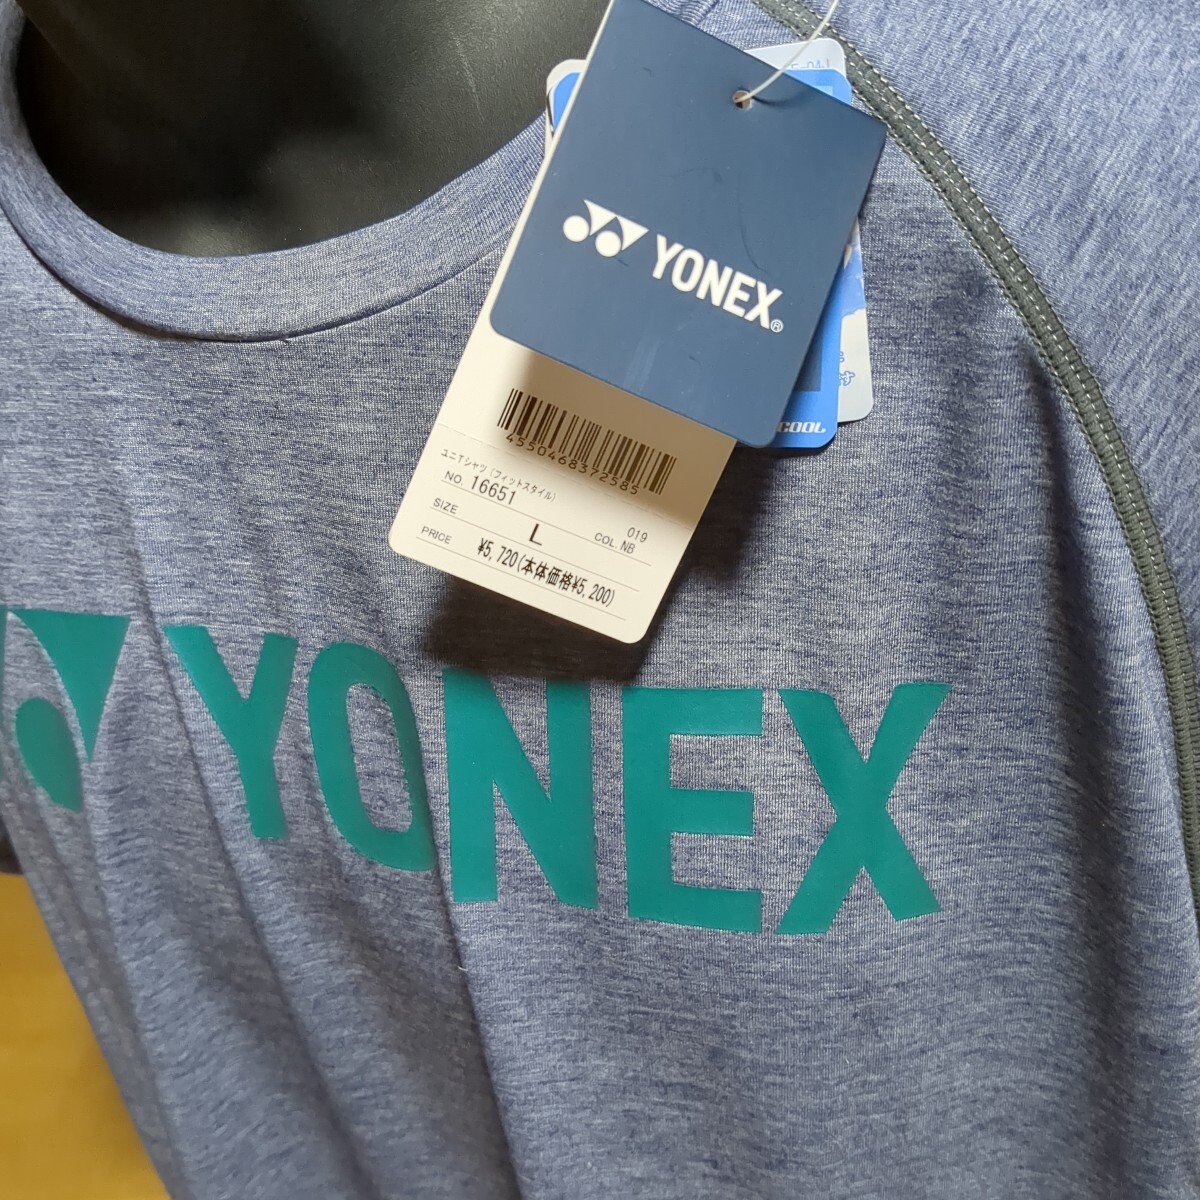 YONEX®
4550468372585
ユニTシャツ(フィットスタイル)
NO. 16651
SIZE L COL. 019 NB
PRICE ¥5,720(本体価格¥5,200)
COOL
YONEX